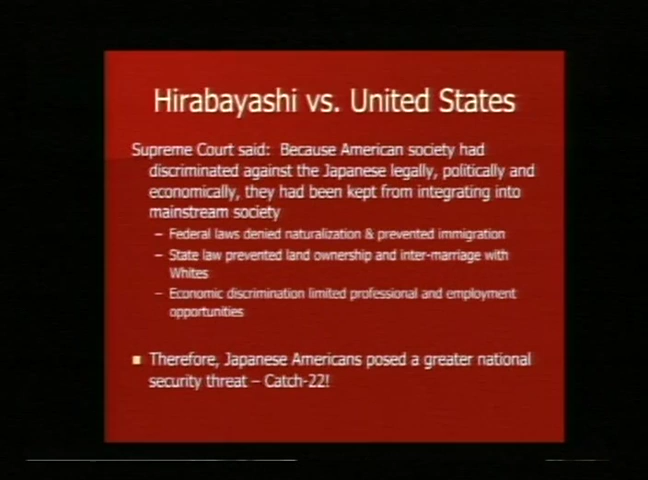 Hirabayashi vs. United States
Supreme Court said: Because American society had
discriminated against the Japanese legally, politically and
economically, they had been kept from integrating into
mainstream society
– Federal laws denied naturalization & prevented immigration
– State law prevented land ownership and inter-marriage with
Whites
– Economic discrimination limited professional and employment
opportunities
■ Therefore, Japanese Americans posed a greater national
security threat – Catch-22!